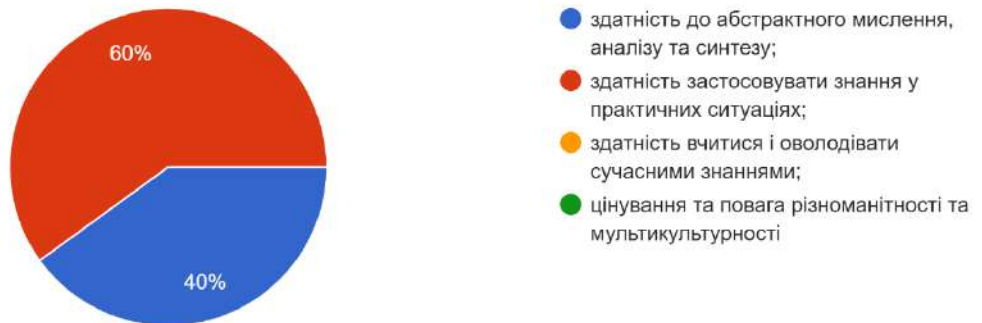 60%
40%
здатність до абстрактного мислення,
аналізу та синтезу;
здатність застосовувати знання у
практичних ситуаціях;
здатність вчитися і оволодівати
сучасними знаннями;
цінування та повага різноманітності та
мультикультурності